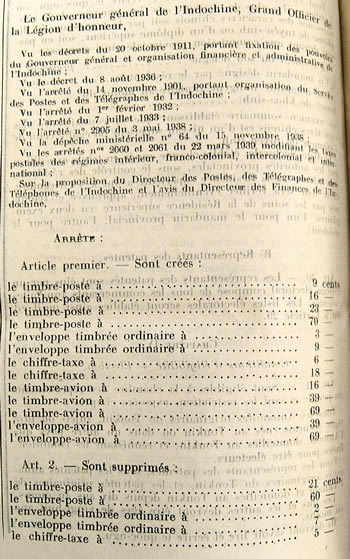 Le Gouverneur général de l'Indochine, Grand Officier de
la Légion d'honneur,
Vu les décrets du 20 octobre 1911, portant fixation des pouvoirs
du Gouverneur général et organisation financière et administrative de
l'Indochine ;
Vu le décret du 8 août 1936 ;
Vu l'arrêté du 14 novembre 1901, portant organisation du Service
des Postes et des Télégraphes de l'Indochine ;
Vu l'arrêté du 1er février 1932 ;
Vu l'arrêté du 7 juillet 1933 ;
Vu l'arrêté n° 2905 du 3 mai 1938 ;
Vu la dépêche ministérielle n° 64 du 15 novembre 1938 ;
Vu les arrêtés nos 2060 et 2061 du 22 mars 1939 modifiant les taxes
postales des régimes intérieur, franco-colonial, intercolonial et inter
national ;
Sur la proposition du Directeur des Postes, des Télégraphes et des
Téléphones de l'Indochine et l'avis du Directeur des Finances de l'In-
dochine,
ARRÊTE :
Article premier. — Sont créés :
le timbre-poste à ........ 9 cents
le timbre-poste à ........ 16 —
le timbre-poste à ........ 23 —
le timbre-poste à ........ 70 —
l'enveloppe timbrée ordinaire à ........ 3 —
l'enveloppe timbrée ordinaire à ........ 9 —
le chiffre-taxe à ........ 6 —
le chiffre-taxe à ........ 18 —
le timbre-avion à ........ 16 —
le timbre-avion à ........ 39 —
le timbre-avion à ........ 69 —
l'enveloppe-avion à ........ 39 —
l'enveloppe-avion à ........ 69 —
Art. 2. — Sont supprimés :
le timbre-poste à ........ 21 cents
le timbre-poste à ........ 60 —
l'enveloppe timbrée ordinaire à ........ 2 —
l'enveloppe timbrée ordinaire à ........ 7 —
le chiffre-taxe à ........ 5 —